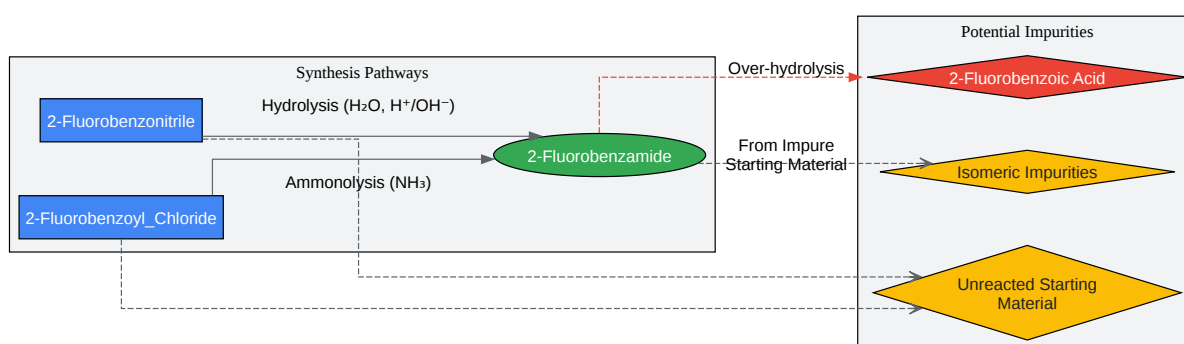 Potential Impurities
Synthesis Pathways
Over-hydrolysis
2-Fluorobenzoic Acid
Hydrolysis (H₂O, H⁺/OH⁻)
2-Fluorobenzonitrile
2-Fluorobenzamide
From Impure
Starting Material
Isomeric Impurities
Ammonolysis (NH₃)
2-Fluorobenzoyl_Chloride
Unreacted Starting
Material